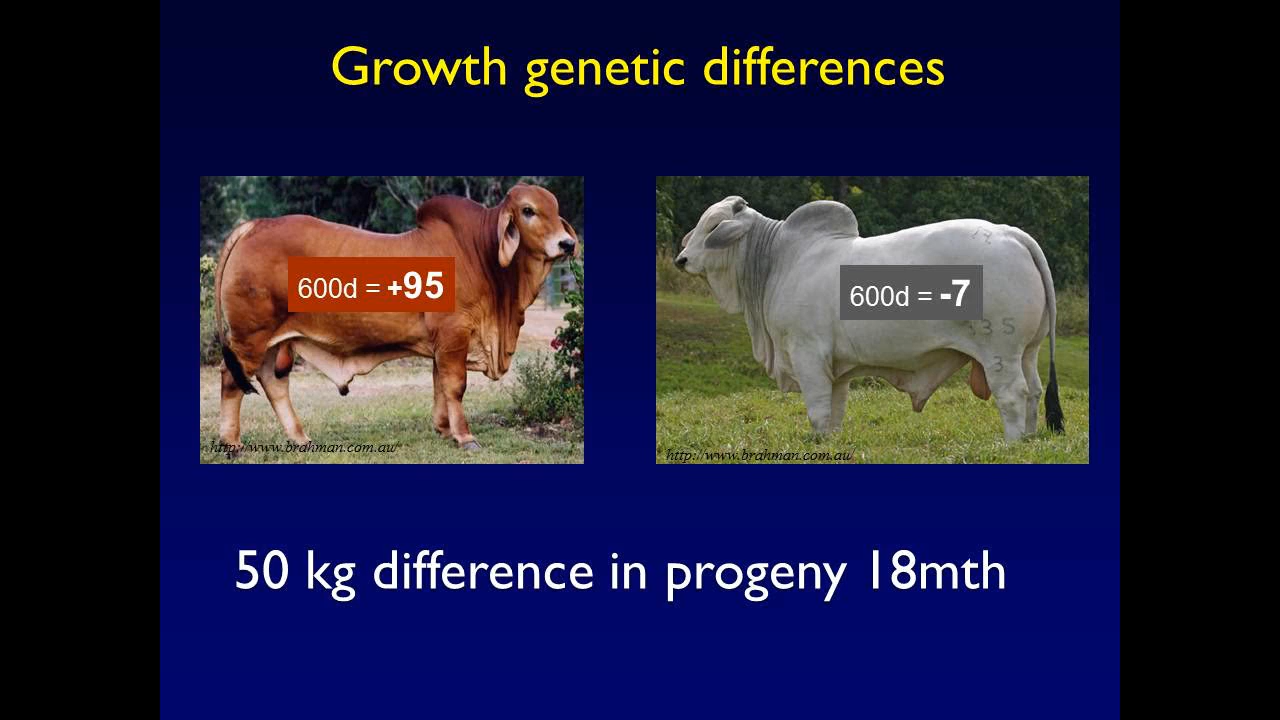 Growth genetic differences
600d = +95
600d = -7
http://www.brahman.com.au/
http://www.brahman.com.au/
50 kg difference in progeny 18mth